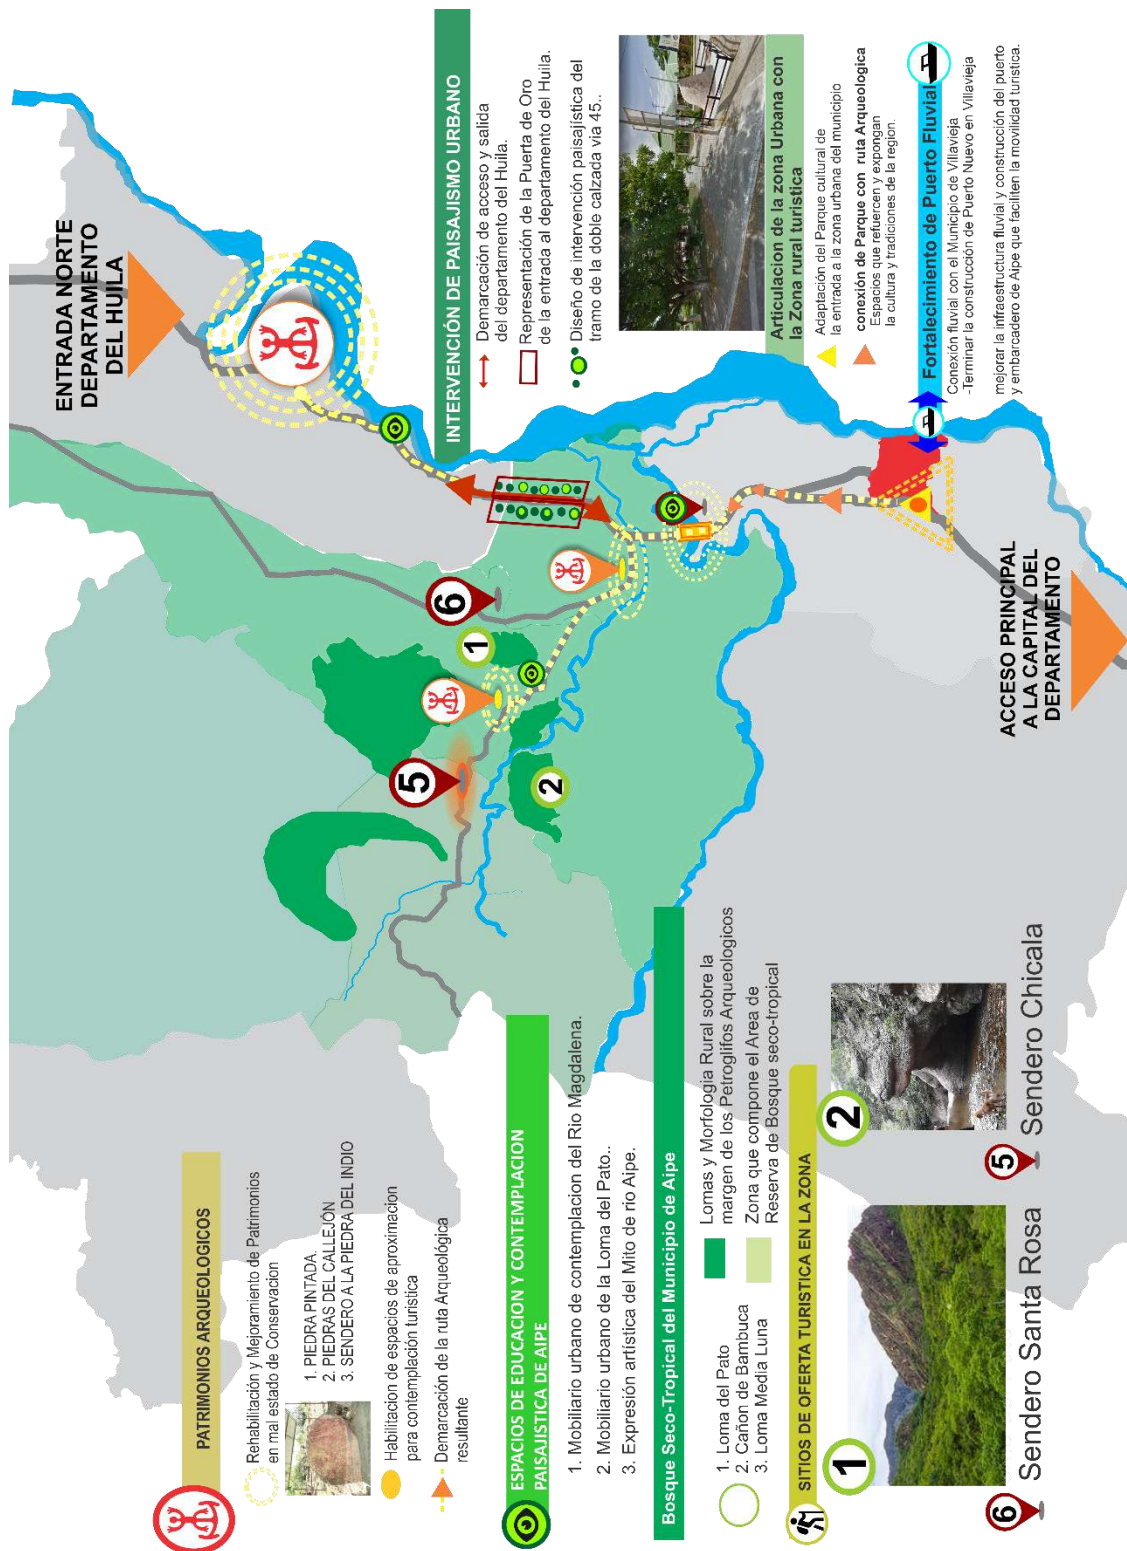 ENTRADA NORTE
DEPARTAMENTO
DEL HUILA
ACCESO PRINCIPAL
A LA CAPITAL DEL
DEPARTAMENTO
6
1
5
2
PATRIMONIOS ARQUEOLOGICOS
Rehabilitación y Mejoramiento de Patrimonios
en mal estado de Conservacion
1. PIEDRA PINTADA.
2. PIEDRAS DEL CALLEJÓN
3. SENDERO A LA PIEDRA DEL INDIO
Habilitacion de espacios de aproximacion
para contemplación turistica
Demarcación de la ruta Arqueológica
resultante
ESPACIOS DE EDUCACION Y CONTEMPLACION
PAISAJISTICA DE AIPE
1. Mobiliario urbano de contemplacion del Rio Magdalena.
2. Mobiliario urbano de la Loma del Pato..
3. Expresión artística del Mito de rio Aipe.
Bosque Seco-Tropical del Municipio de Aipe
1. Loma del Pato
2. Cañon de Bambuca
3. Loma Media Luna
Lomas y Morfologia Rural sobre la
margen de los Petroglifos Arqueologicos
Zona que compone el Area de
Reserva de Bosque seco-tropical
SITIOS DE OFERTA TURISTICA EN LA ZONA
1
2
6 Sendero Santa Rosa
5 Sendero Chicala
INTERVENCIÓN DE PAISAJISMO URBANO
Demarcación de acceso y salida
del departamento del Huila.
Representación de la Puerta de Oro
de la entrada al departamento del Huila.
Diseño de intervención paisajística del
tramo de la doble calzada via 45..
Articulacion de la zona Urbana con
la Zona rural turistica
Adaptación del Parque cultural de
la entrada a la zona urbana del municipio
conexión de Parque con ruta Arqueologica
Espacios que refuercen y expongan
la cultura y tradiciones de la region.
Fortalecimiento de Puerto Fluvial
Conexión fluvial con el Municipio de Villavieja
-Terminar la construcción de Puerto Nuevo en Villavieja
mejorar la infraestructura fluvial y construcción del puerto
y embarcadero de Aipe que faciliten la movilidad turistica.